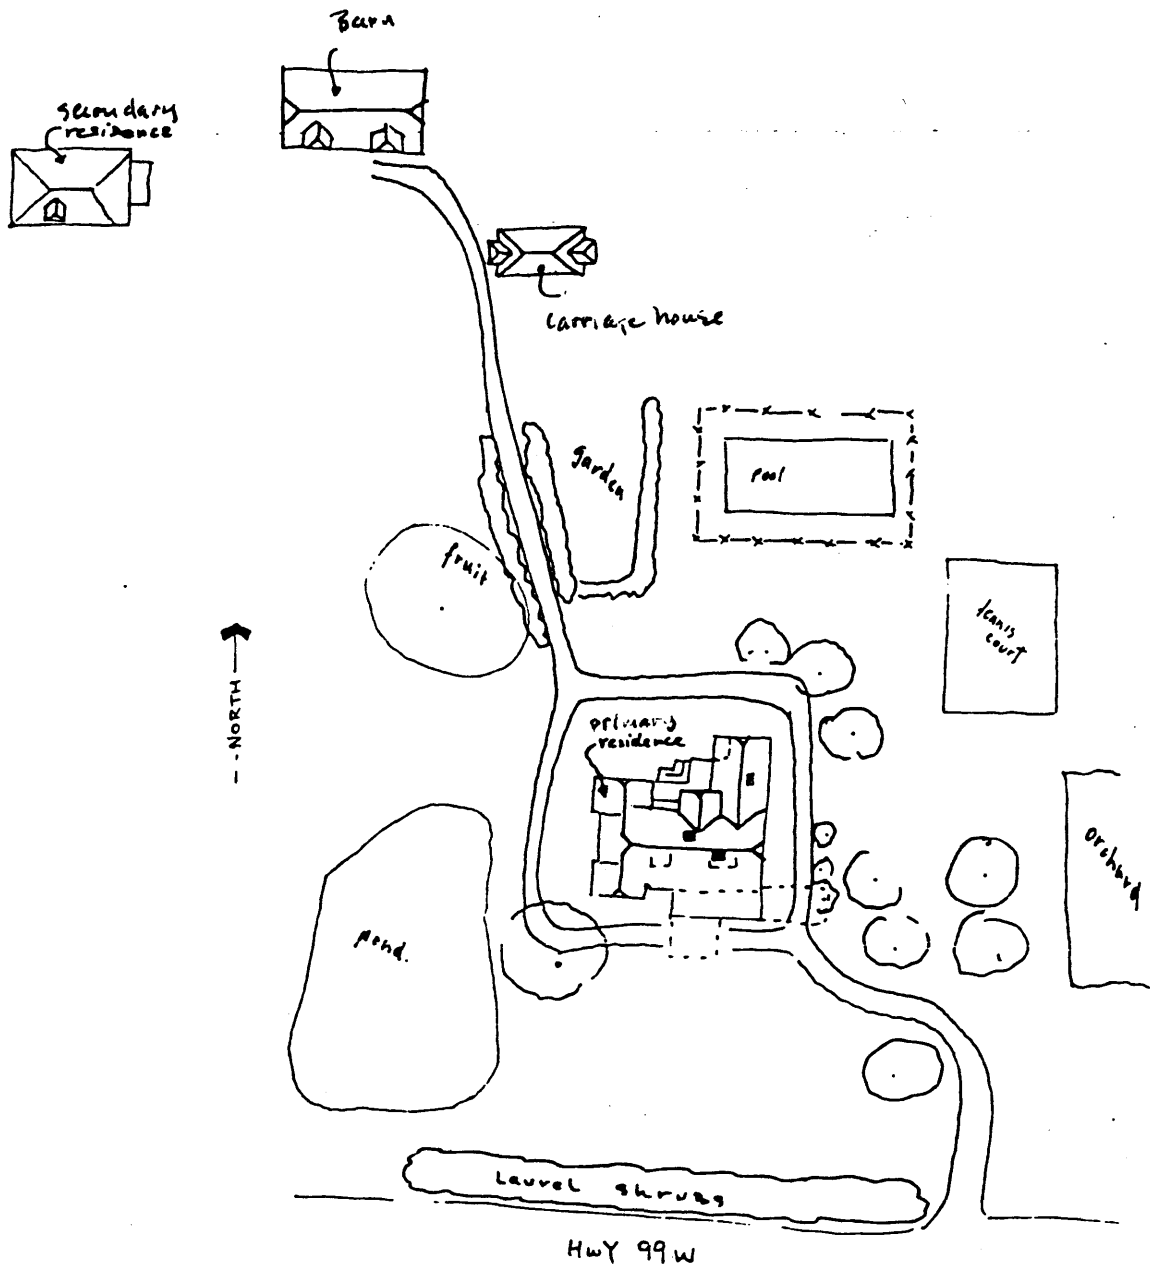 Barn
secondary
residence
carriage house
garden
pool
fruit
tennis
court
NORTH
primary
residence
orchard
pond.
Laurel shrubs
HwY 99W